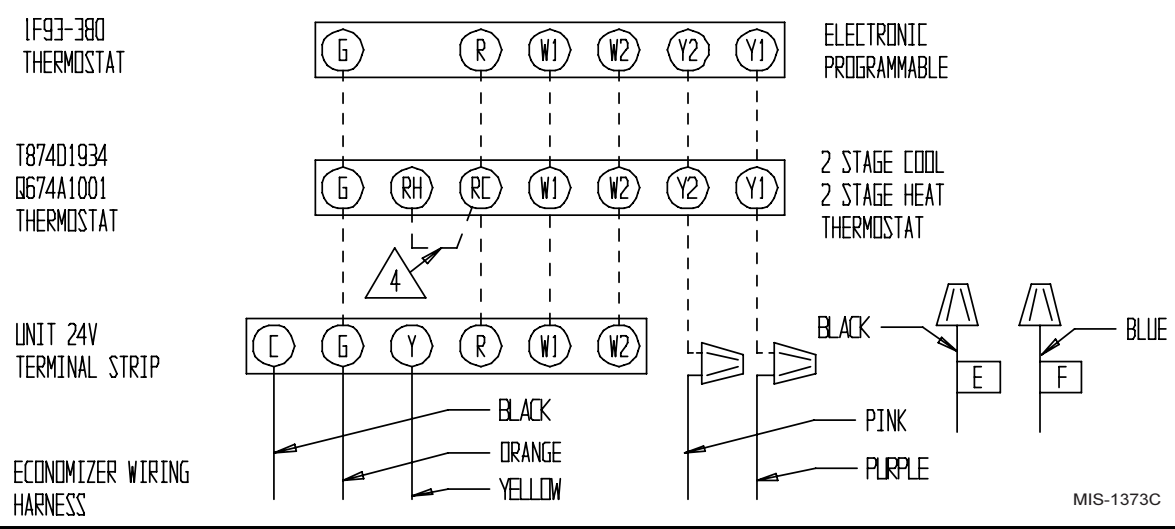 1F93-380
THERMOSTAT
G R W1 W2 Y2 Y1
ELECTRONIC
PROGRAMMABLE
T874D1934
Q674A1001
THERMOSTAT
G RH RC W1 W2 Y2 Y1
2 STAGE COOL
2 STAGE HEAT
THERMOSTAT
4
UNIT 24V
TERMINAL STRIP
C G Y R W1 W2
BLACK
BLUE
E F
BLACK
ORANGE
YELLOW
PINK
PURPLE
ECONOMIZER WIRING
HARNESS
MIS-1373C